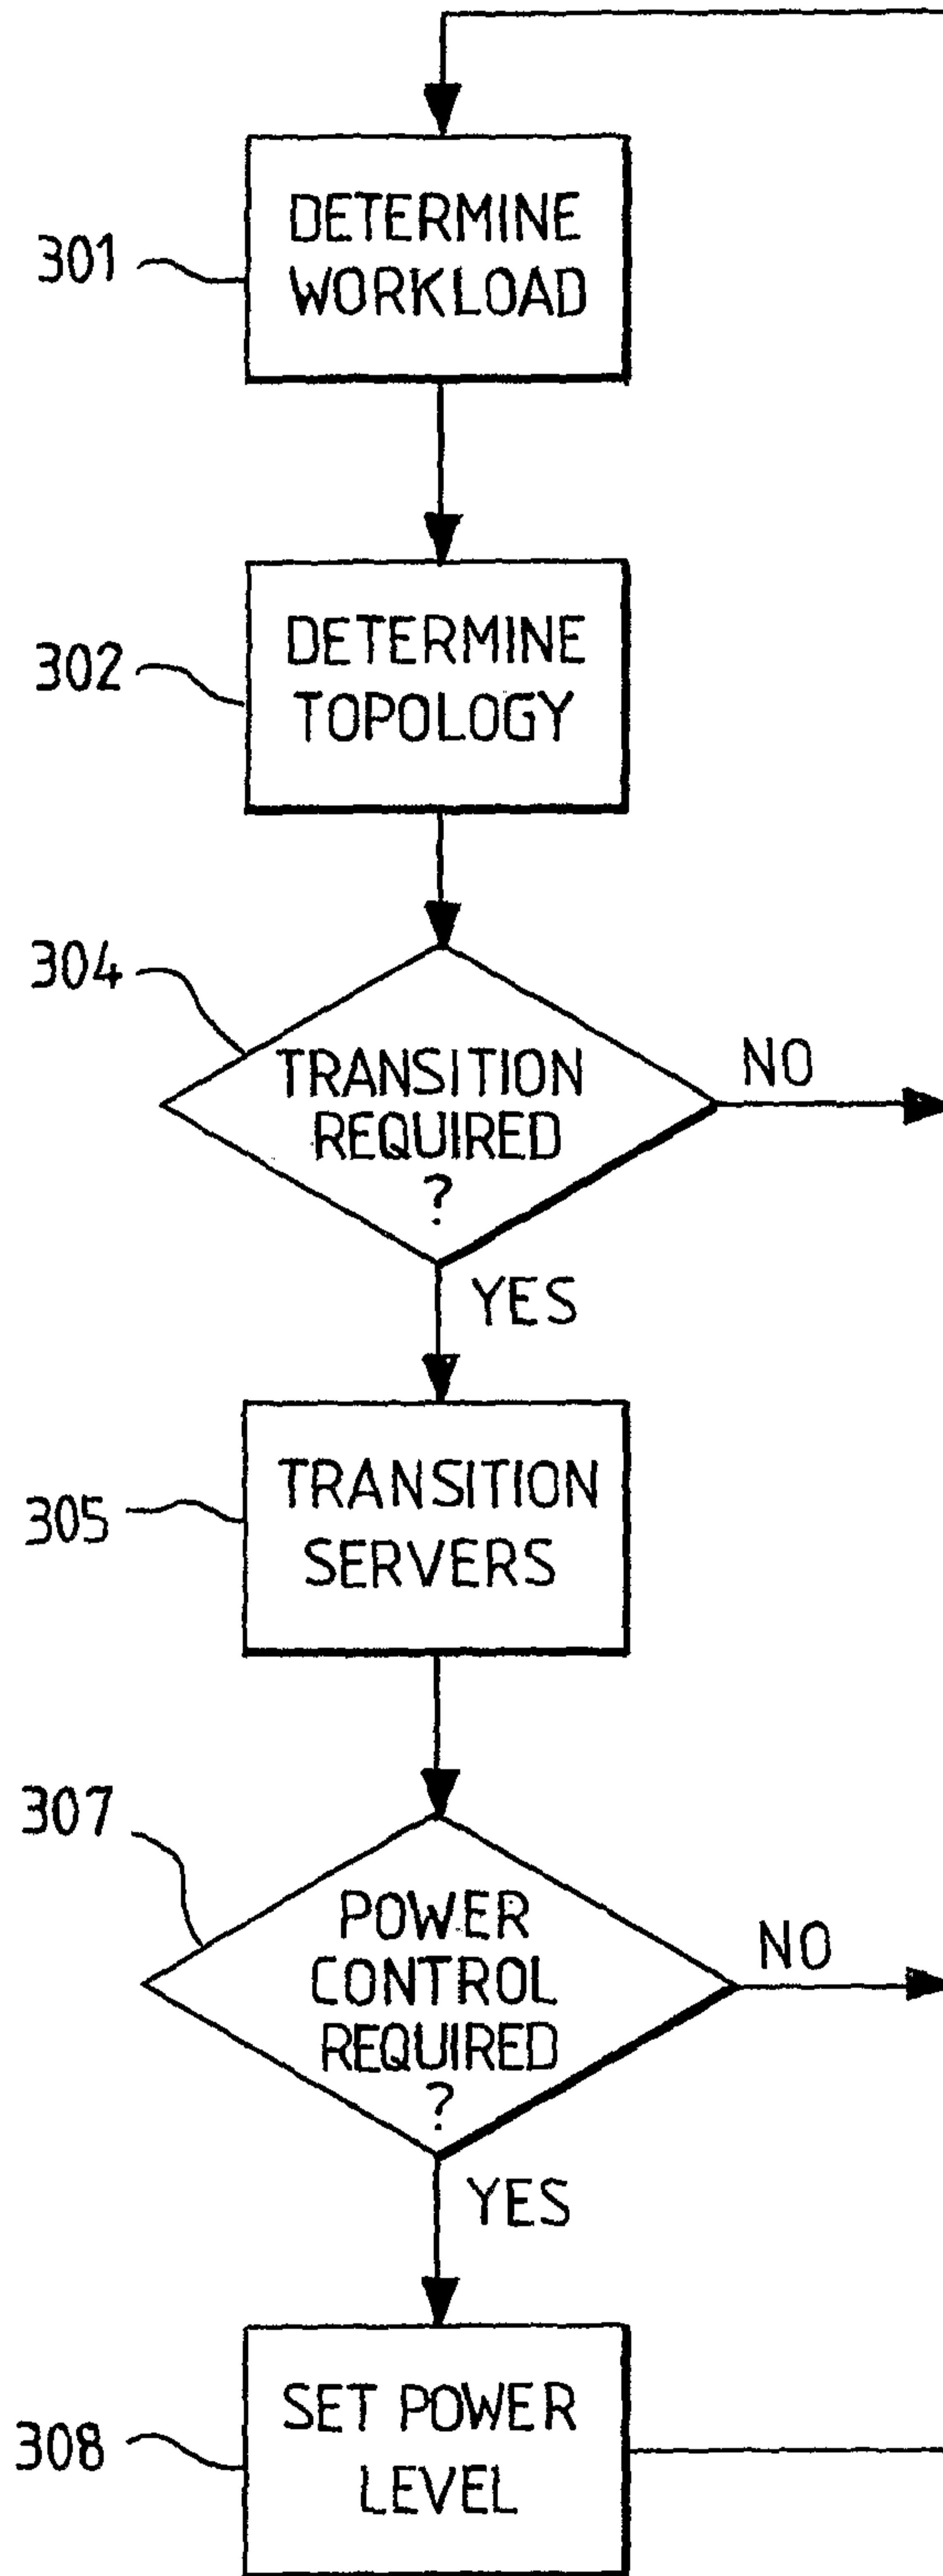 301
DETERMINE
WORKLOAD
302
DETERMINE
TOPOLOGY
304
TRANSITION
REQUIRED
?
NO
YES
305
TRANSITION
SERVERS
307
POWER
CONTROL
REQUIRED
?
NO
YES
308
SET POWER
LEVEL